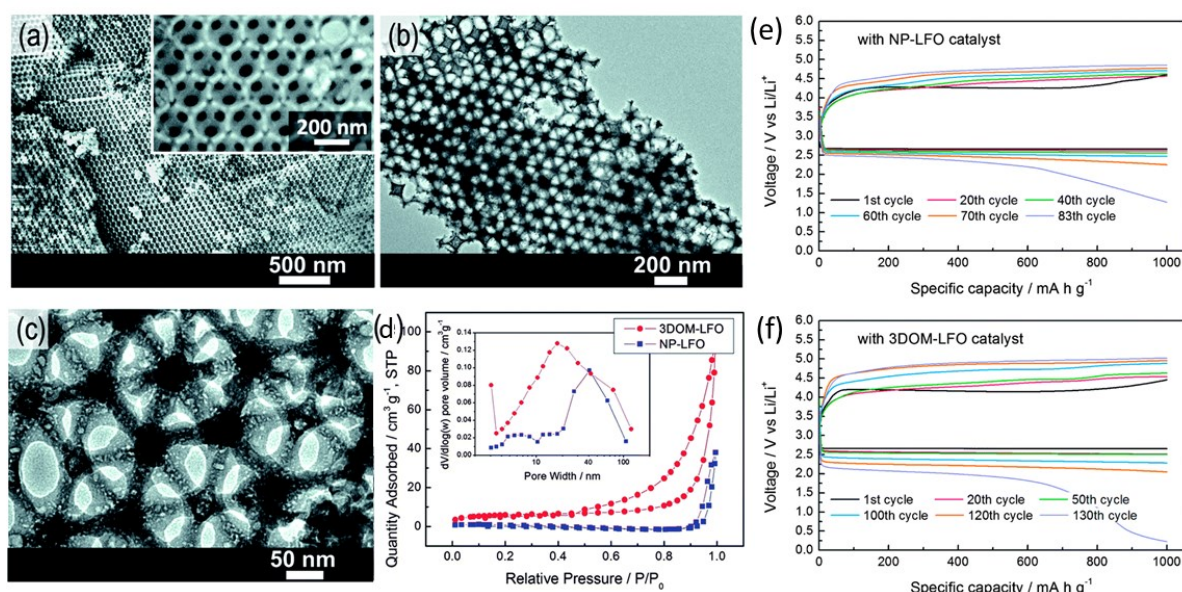 (a)
200 nm
500 nm
(b)
200 nm
(c)
50 nm
(d)
Quantity Adsorbed / cm³ g⁻¹, STP
100
80
60
40
20
0
0.0 0.2 0.4 0.6 0.8 1.0
Relative Pressure / P/P₀
3DOM-LFO
NP-LFO
dV/dlog(w) pore volume / cm³g⁻¹
0.14
0.12
0.10
0.08
0.06
0.04
0.02
0.00
10 40 100
Pore Width / nm
(e)
with NP-LFO catalyst
Voltage / V vs Li/Li⁺
6.0
5.5
5.0
4.5
4.0
3.5
3.0
2.5
2.0
1.5
1.0
0.5
0.0
1st cycle 20th cycle 40th cycle
60th cycle 70th cycle 83th cycle
0 200 400 600 800 1000
Specific capacity / mA h g⁻¹
(f)
with 3DOM-LFO catalyst
Voltage / V vs Li/Li⁺
6.0
5.5
5.0
4.5
4.0
3.5
3.0
2.5
2.0
1.5
1.0
0.5
0.0
1st cycle 20th cycle 50th cycle
100th cycle 120th cycle 130th cycle
0 200 400 600 800 1000
Specific capacity / mA h g⁻¹